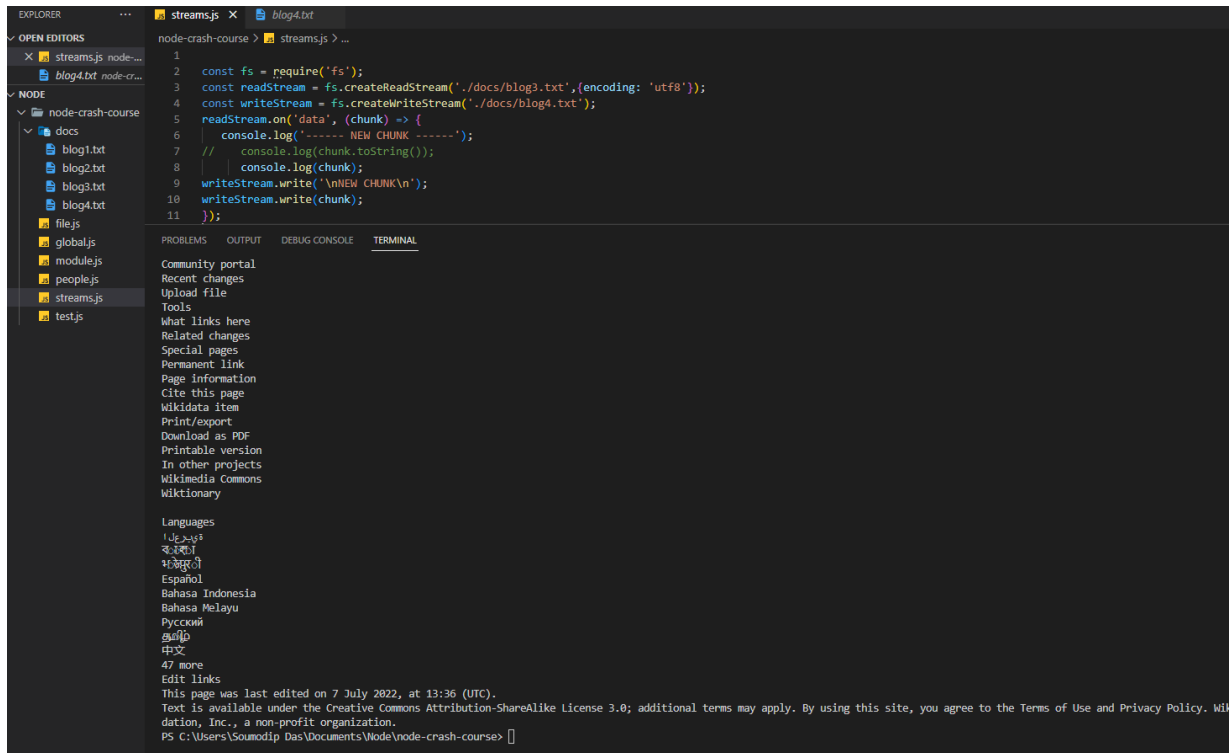 EXPLORER
streams.js
blog4.txt
OPEN EDITORS
node-crash-course > streams.js > ...
streams.js node-...
blog4.txt node-cr...
NODE
node-crash-course
docs
blog1.txt
blog2.txt
blog3.txt
blog4.txt
file.js
global.js
module.js
people.js
streams.js
test.js
1
2 const fs = require('fs');
3 const readStream = fs.createReadStream('./docs/blog3.txt',{encoding: 'utf8'});
4 const writeStream = fs.createWriteStream('./docs/blog4.txt');
5 readStream.on('data', (chunk) => {
6 console.log('------ NEW CHUNK ------');
7 // console.log(chunk.toString());
8 console.log(chunk);
9 writeStream.write('\nNEW CHUNK\n');
10 writeStream.write(chunk);
11 });
PROBLEMS OUTPUT DEBUG CONSOLE TERMINAL
Community portal
Recent changes
Upload file
Tools
What links here
Related changes
Special pages
Permanent link
Page information
Cite this page
Wikidata item
Print/export
Download as PDF
Printable version
In other projects
Wikimedia Commons
Wiktionary
Languages
العربية
বাংলা
भोजपुरी
Español
Bahasa Indonesia
Bahasa Melayu
Русский
தமிழ்
中文
47 more
Edit links
This page was last edited on 7 July 2022, at 13:36 (UTC).
Text is available under the Creative Commons Attribution-ShareAlike License 3.0; additional terms may apply. By using this site, you agree to the Terms of Use and Privacy Policy. Wik
dation, Inc., a non-profit organization.
PS C:\Users\Soumodip Das\Documents\Node\node-crash-course>